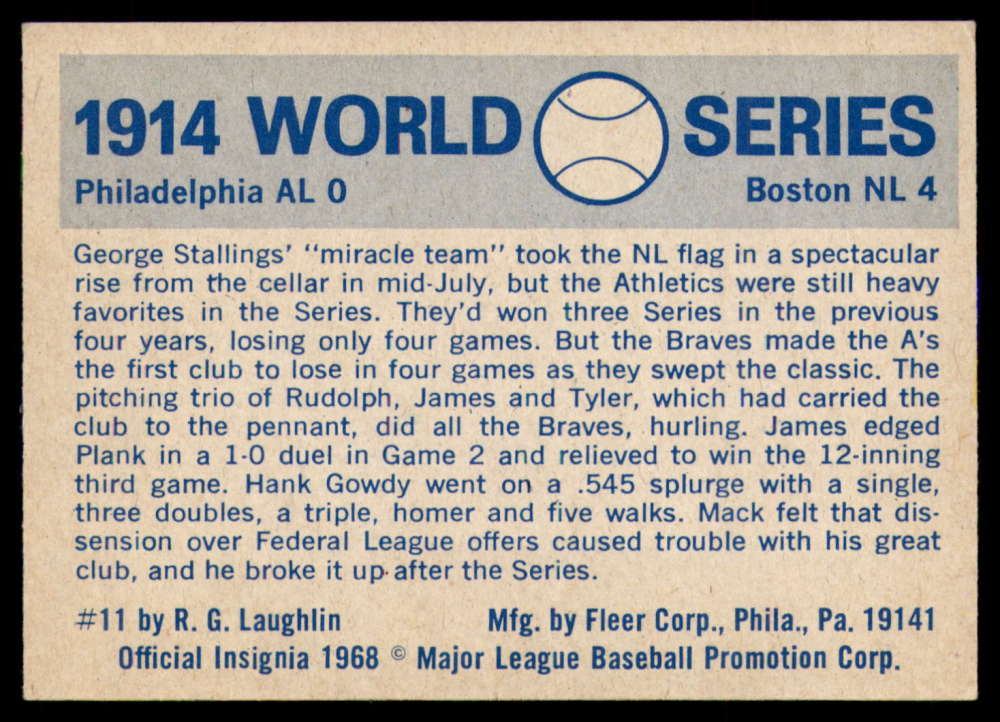 1914 WORLD SERIES
Philadelphia AL 0 Boston NL 4
George Stallings' "miracle team" took the NL flag in a spectacular
rise from the cellar in mid-July, but the Athletics were still heavy
favorites in the Series. They'd won three Series in the previous
four years, losing only four games. But the Braves made the A's
the first club to lose in four games as they swept the classic. The
pitching trio of Rudolph, James and Tyler, which had carried the
club to the pennant, did all the Braves, hurling. James edged
Plank in a 1-0 duel in Game 2 and relieved to win the 12-inning
third game. Hank Gowdy went on a .545 splurge with a single,
three doubles, a triple, homer and five walks. Mack felt that dis-
sension over Federal League offers caused trouble with his great
club, and he broke it up after the Series.
#11 by R. G. Laughlin Mfg. by Fleer Corp., Phila., Pa. 19141
Official Insignia 1968 © Major League Baseball Promotion Corp.